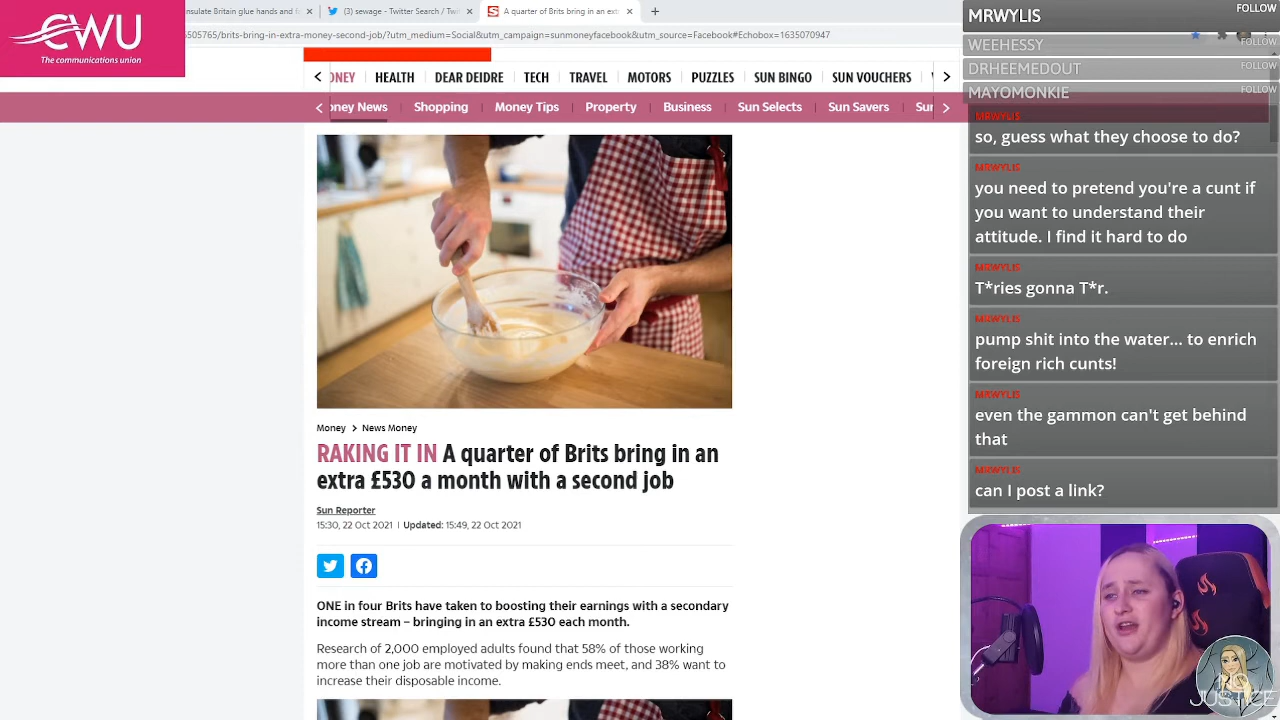 CWU
The communications union
nsulate Britain glue hands and f
(3) sewage - Twitter Search / Twi
A quarter of Brits bring in an ext
5505765/brits-bring-in-extra-money-second-job/?utm_medium=Social&utm_campaign=sunmoneyfacebook&utm_source=Facebook#Echobox=1635070947
ONEY
HEALTH
DEAR DEIDRE
TECH
TRAVEL
MOTORS
PUZZLES
SUN BINGO
SUN VOUCHERS
oney News
Shopping
Money Tips
Property
Business
Sun Selects
Sun Savers
Sun
Money > News Money
RAKING IT IN A quarter of Brits bring in an
extra £530 a month with a second job
Sun Reporter
15:30, 22 Oct 2021 | Updated: 15:49, 22 Oct 2021
ONE in four Brits have taken to boosting their earnings with a secondary
income stream – bringing in an extra £530 each month.
Research of 2,000 employed adults found that 58% of those working
more than one job are motivated by making ends meet, and 38% want to
increase their disposable income.
MRWYLIS FOLLOW
WEEHESSY FOLLOW
DRHEEMEDOUT FOLLOW
MAYOMONKIE FOLLOW
MRWYLIS
so, guess what they choose to do?
MRWYLIS
you need to pretend you're a cunt if
you want to understand their
attitude. I find it hard to do
MRWYLIS
T*ries gonna T*r.
MRWYLIS
pump shit into the water... to enrich
foreign rich cunts!
MRWYLIS
even the gammon can't get behind
that
MRWYLIS
can I post a link?
JUSTICE